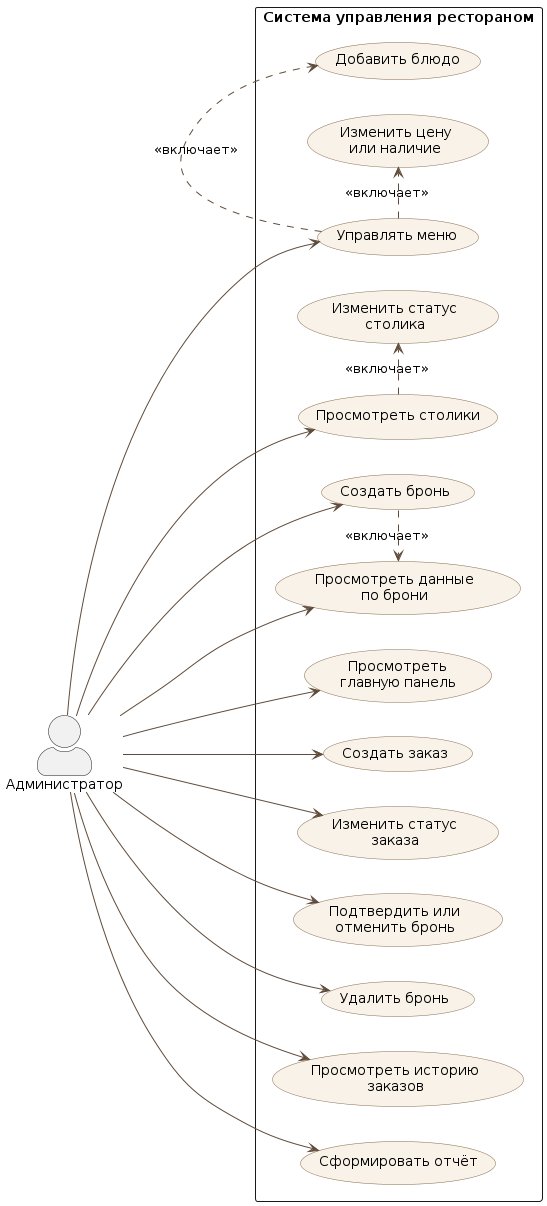 Система управления рестораном
Добавить блюдо
«включает»
Изменить цену
или наличие
«включает»
Управлять меню
Изменить статус
столика
«включает»
Просмотреть столики
Создать бронь
«включает»
Просмотреть данные
по брони
Просмотреть
главную панель
Администратор
Создать заказ
Изменить статус
заказа
Подтвердить или
отменить бронь
Удалить бронь
Просмотреть историю
заказов
Сформировать отчёт